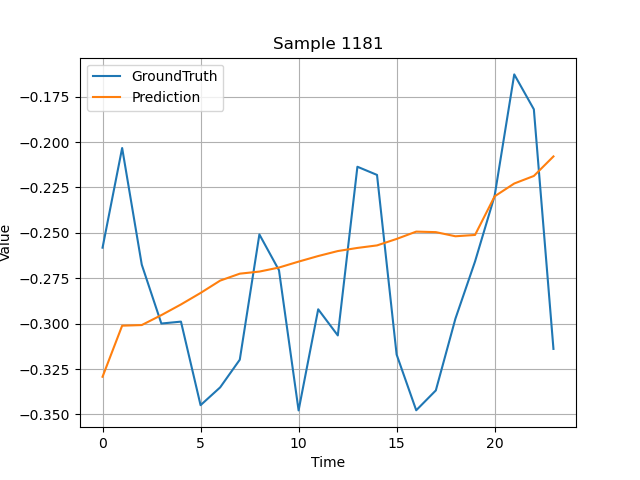 Sample 1181
GroundTruth
Prediction
−0.175
−0.200
−0.225
−0.250
−0.275
−0.300
−0.325
−0.350
Value
0 5 10 15 20
Time